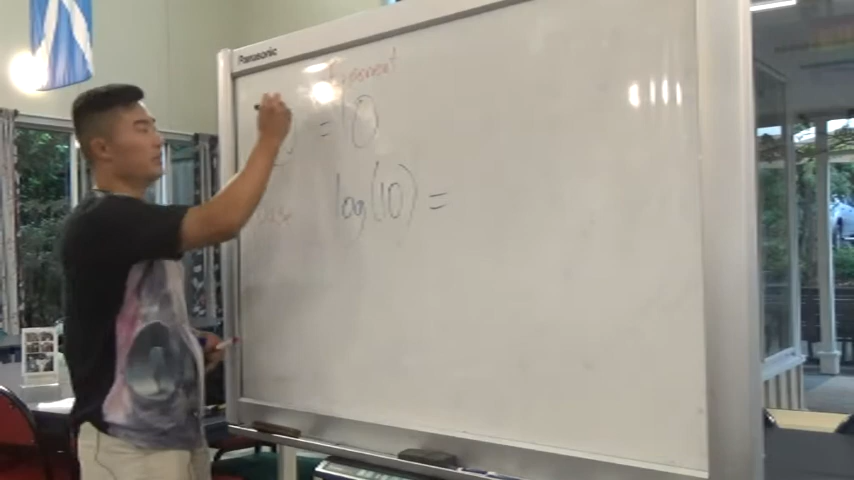 Panasonic
Exponent
= 10
log(10) =